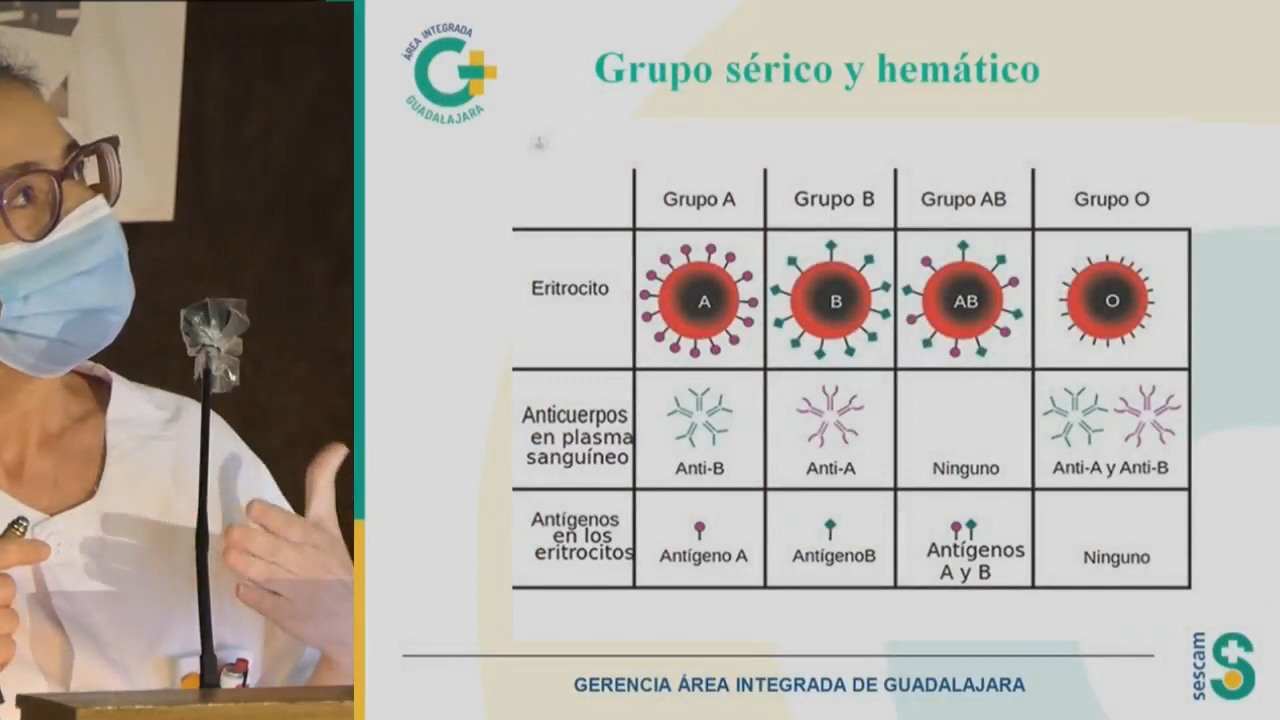 ÁREA INTEGRADA
G+
GUADALAJARA
Grupo sérico y hemático
Grupo A
Grupo B
Grupo AB
Grupo O
Eritrocito
A
B
AB
O
Anticuerpos
en plasma
sanguíneo
Anti-B
Anti-A
Ninguno
Anti-A y Anti-B
Antígenos
en los
eritrocitos
Antígeno A
AntígenoB
Antígenos
A y B
Ninguno
GERENCIA ÁREA INTEGRADA DE GUADALAJARA
sescam